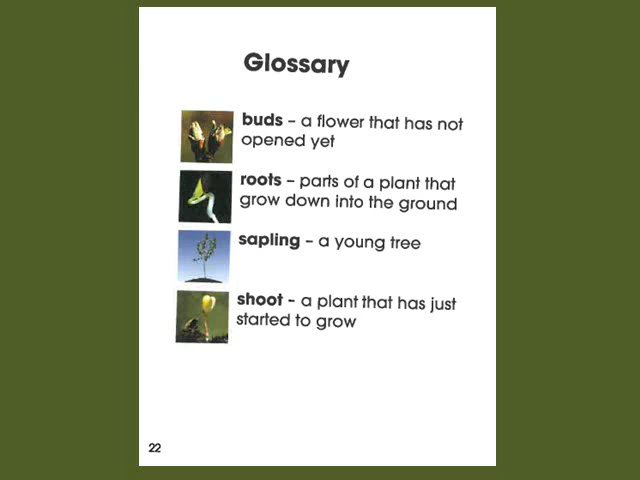 Glossary
buds – a flower that has not
opened yet
roots – parts of a plant that
grow down into the ground
sapling – a young tree
shoot - a plant that has just
started to grow
22